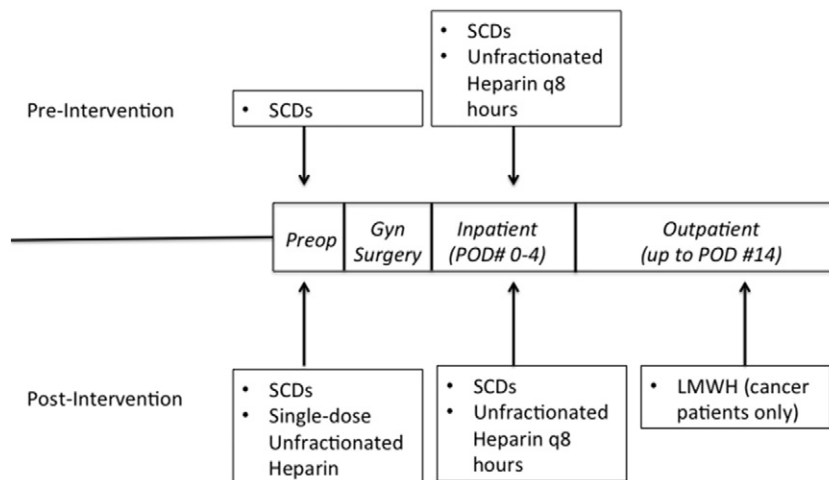 • SCDs
• Unfractionated
Heparin q8
hours
Pre-Intervention
• SCDs
Preop
Gyn
Surgery
Inpatient
(POD# 0-4)
Outpatient
(up to POD #14)
Post-Intervention
• SCDs
• Single-dose
Unfractionated
Heparin
• SCDs
• Unfractionated
Heparin q8
hours
• LMWH (cancer
patients only)